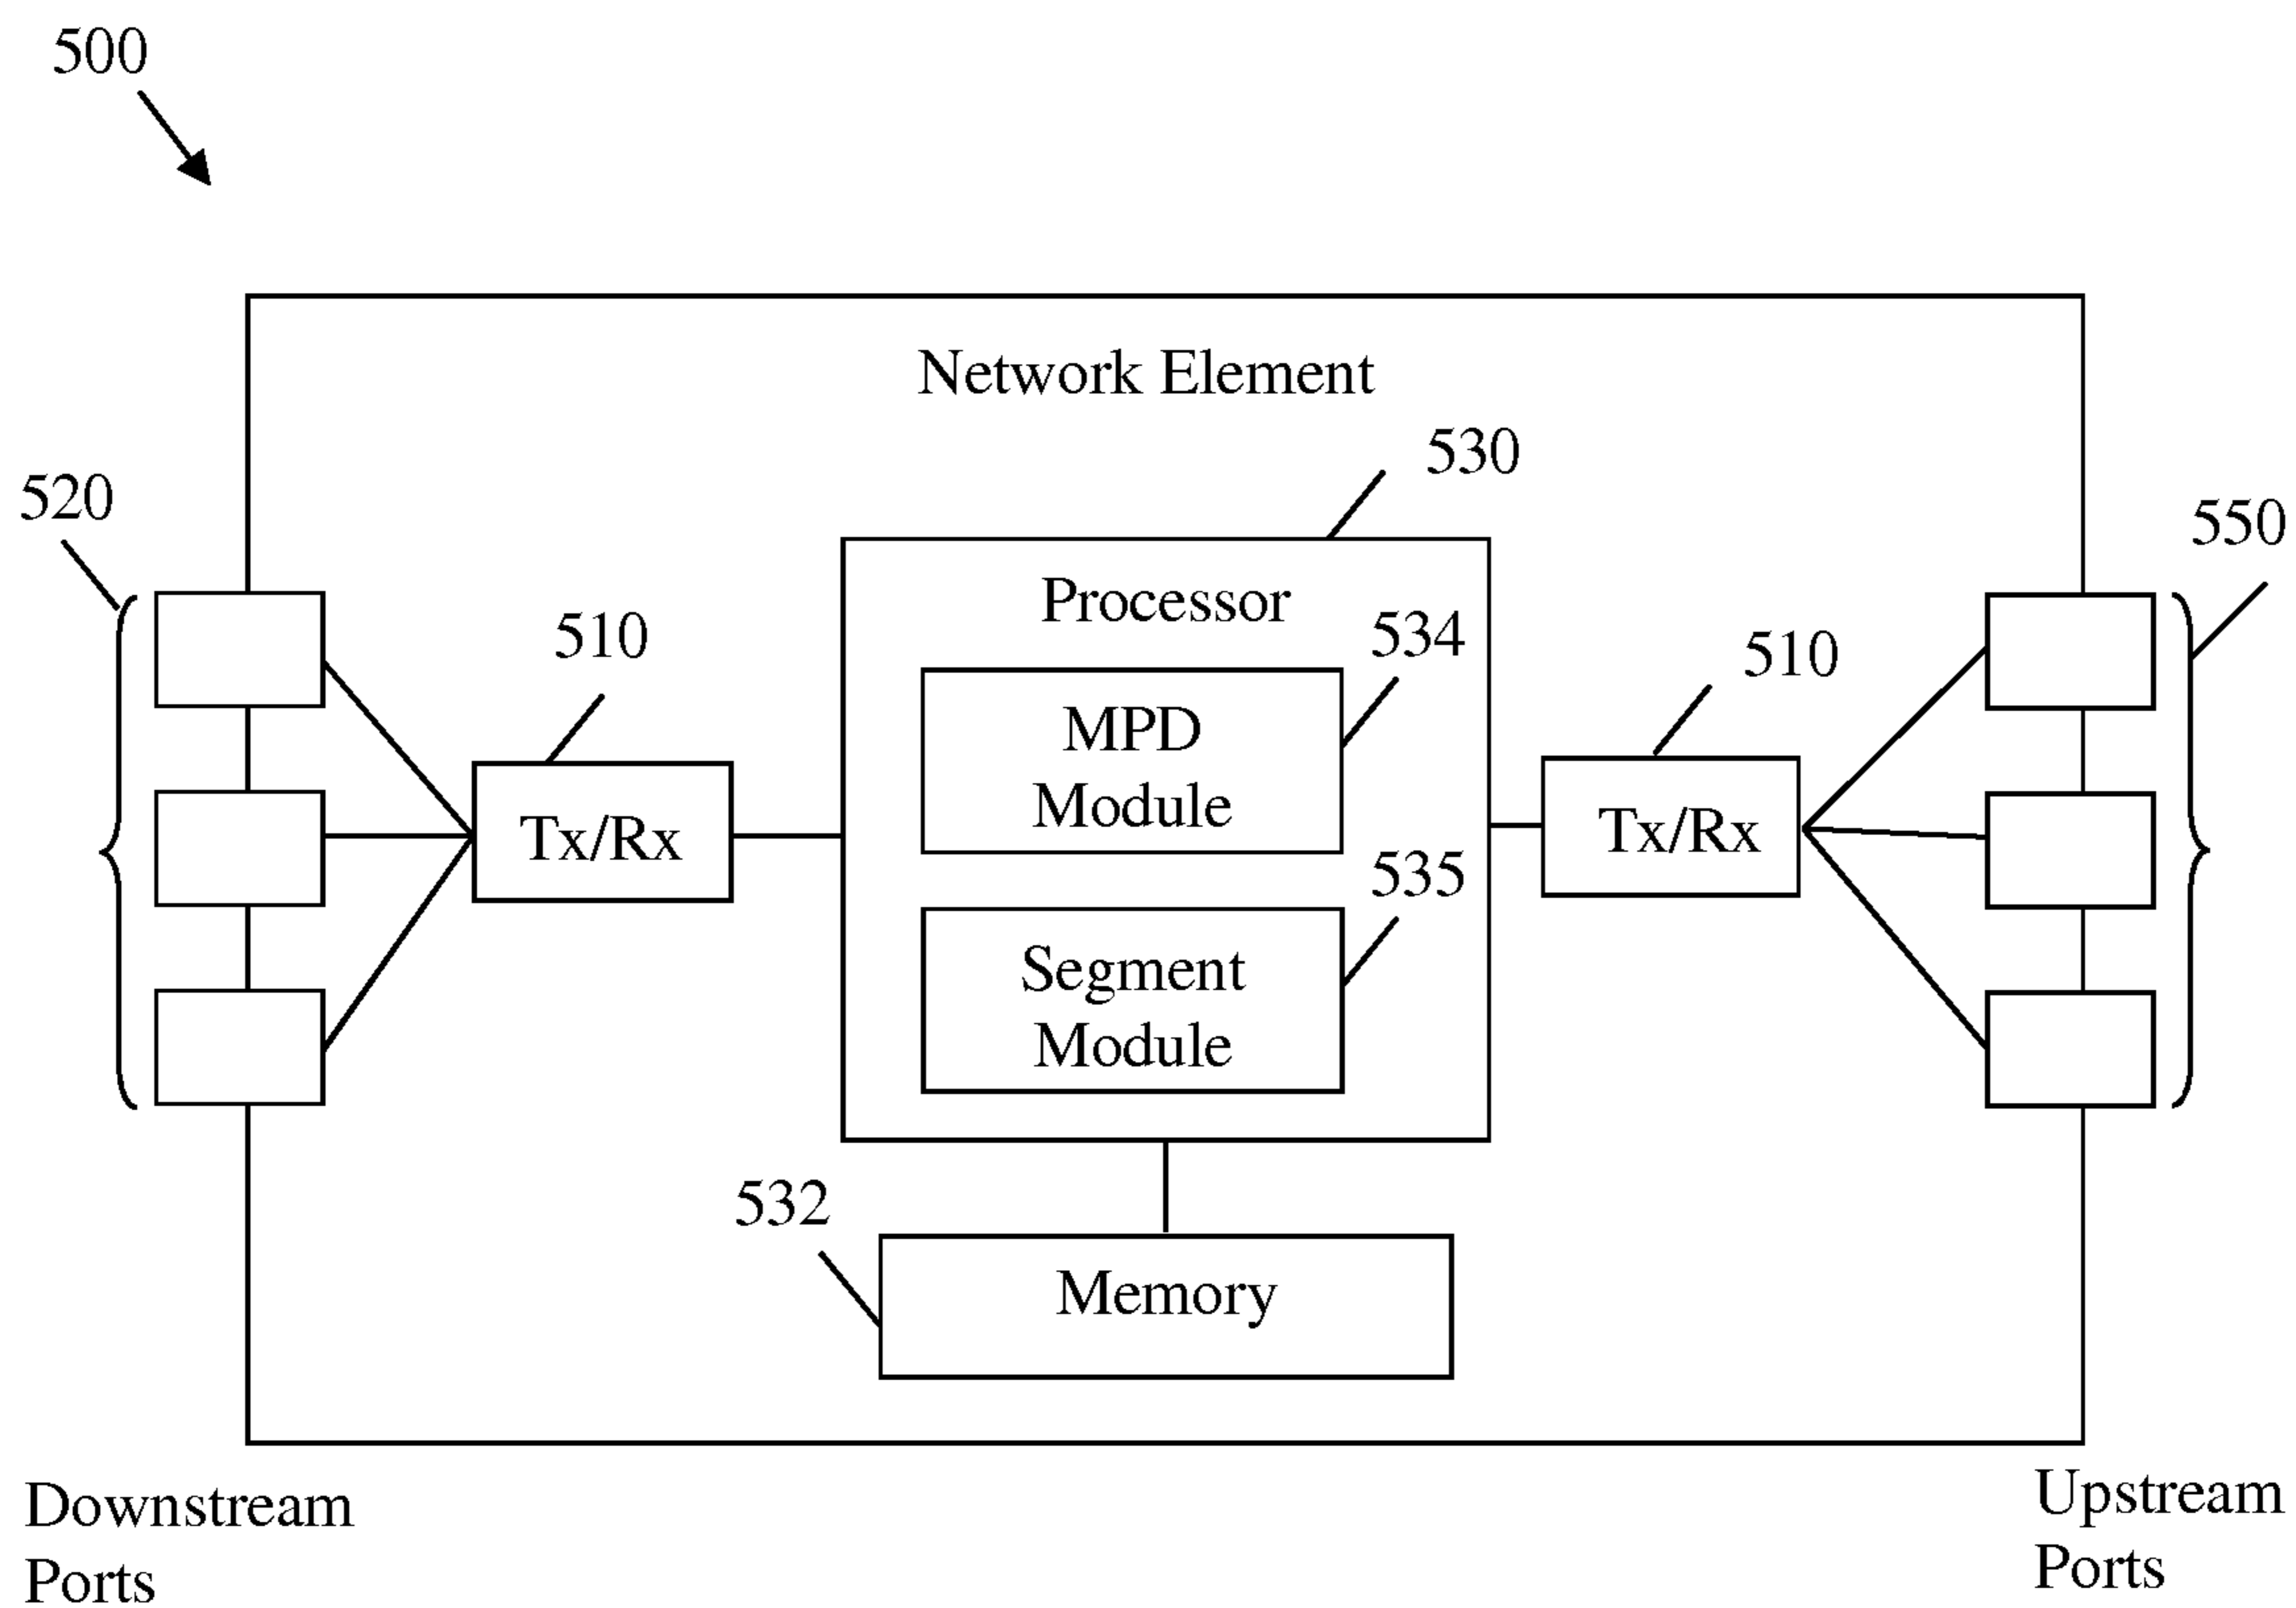 500
Network Element
530
520
550
Processor
510
534
510
MPD
Module
Tx/Rx
Tx/Rx
535
Segment
Module
532
Memory
Downstream
Ports
Upstream
Ports